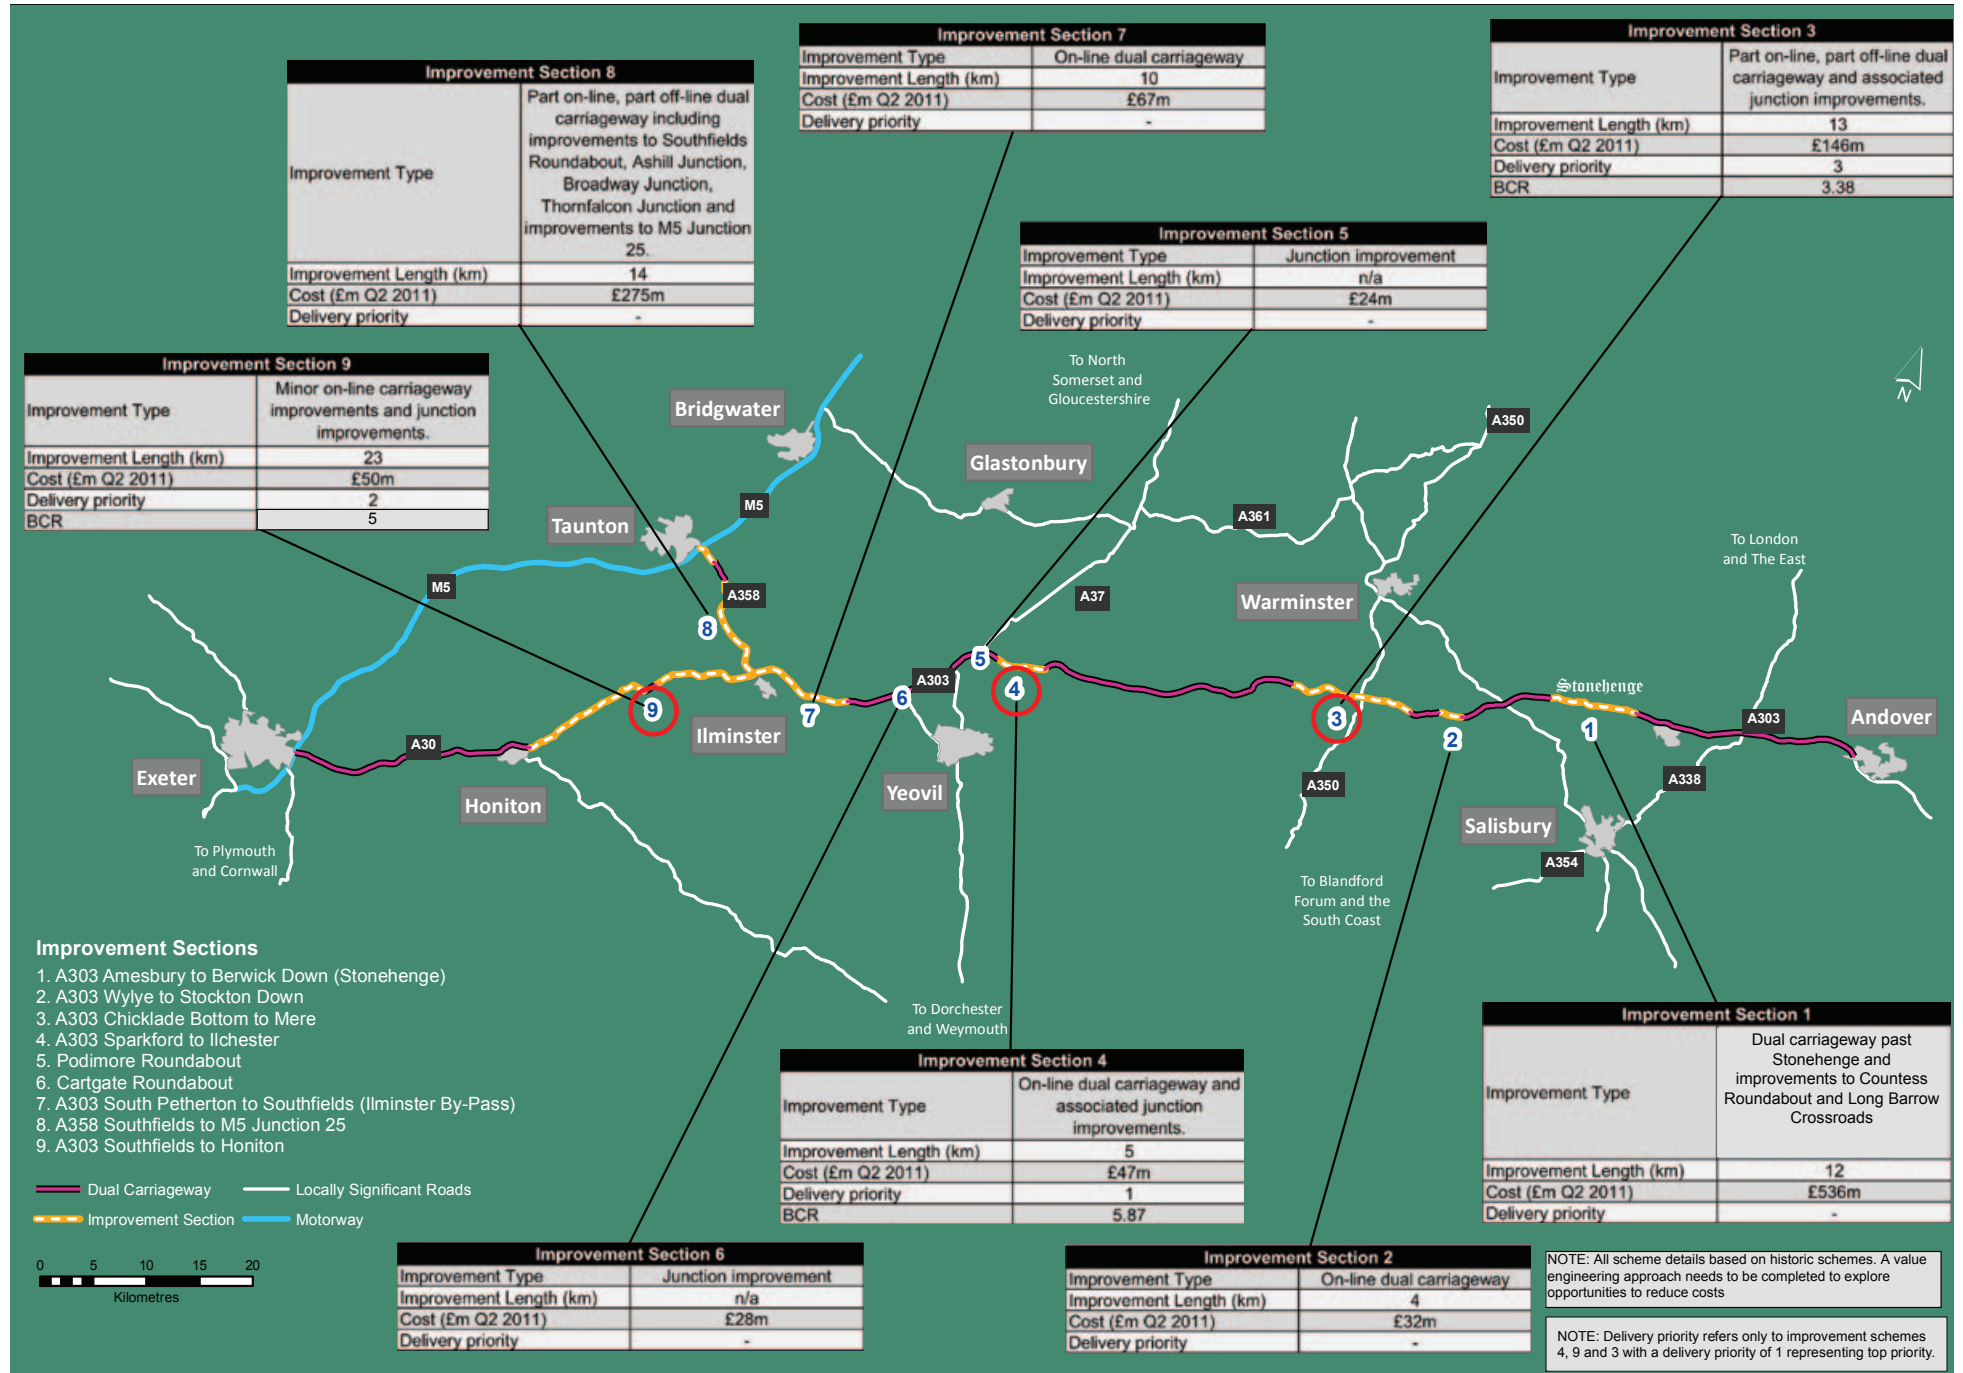 Improvement Section 7
Improvement Type On-line dual carriageway
Improvement Length (km) 10
Cost (£m Q2 2011) £67m
Delivery priority -
Improvement Section 3
Improvement Type Part on-line, part off-line dual
carriageway and associated
junction improvements.
Improvement Length (km) 13
Cost (£m Q2 2011) £146m
Delivery priority 3
BCR 3.38
Improvement Section 8
Improvement Type Part on-line, part off-line dual
carriageway including
improvements to Southfields
Roundabout, Ashill Junction,
Broadway Junction,
Thornfalcon Junction and
improvements to M5 Junction
25.
Improvement Length (km) 14
Cost (£m Q2 2011) £275m
Delivery priority -
Improvement Section 5
Improvement Type Junction improvement
Improvement Length (km) n/a
Cost (£m Q2 2011) £24m
Delivery priority -
Improvement Section 9
Improvement Type Minor on-line carriageway
improvements and junction
improvements.
Improvement Length (km) 23
Cost (£m Q2 2011) £50m
Delivery priority 2
BCR 5
To North
Somerset and
Gloucestershire
N
Bridgwater
A350
Glastonbury
M5
Taunton
A361
To London
and The East
M5
A358
A37
Warminster
8
5
A303
4
Stonehenge
6
9
7
3
2
1
A303
Andover
Ilminster
A30
Exeter
Honiton
Yeovil
A350
A338
Salisbury
A354
To Plymouth
and Cornwall
To Blandford
Forum and the
South Coast
To Dorchester
and Weymouth
Improvement Sections
1. A303 Amesbury to Berwick Down (Stonehenge)
2. A303 Wylye to Stockton Down
3. A303 Chicklade Bottom to Mere
4. A303 Sparkford to Ilchester
5. Podimore Roundabout
6. Cartgate Roundabout
7. A303 South Petherton to Southfields (Ilminster By-Pass)
8. A358 Southfields to M5 Junction 25
9. A303 Southfields to Honiton
Dual Carriageway Locally Significant Roads
Improvement Section Motorway
0 5 10 15 20
Kilometres
Improvement Section 4
Improvement Type On-line dual carriageway and
associated junction
improvements.
Improvement Length (km) 5
Cost (£m Q2 2011) £47m
Delivery priority 1
BCR 5.87
Improvement Section 1
Improvement Type Dual carriageway past
Stonehenge and
improvements to Countess
Roundabout and Long Barrow
Crossroads
Improvement Length (km) 12
Cost (£m Q2 2011) £536m
Delivery priority -
Improvement Section 6
Improvement Type Junction improvement
Improvement Length (km) n/a
Cost (£m Q2 2011) £28m
Delivery priority -
Improvement Section 2
Improvement Type On-line dual carriageway
Improvement Length (km) 4
Cost (£m Q2 2011) £32m
Delivery priority -
NOTE: All scheme details based on historic schemes. A value
engineering approach needs to be completed to explore
opportunities to reduce costs
NOTE: Delivery priority refers only to improvement schemes
4, 9 and 3 with a delivery priority of 1 representing top priority.